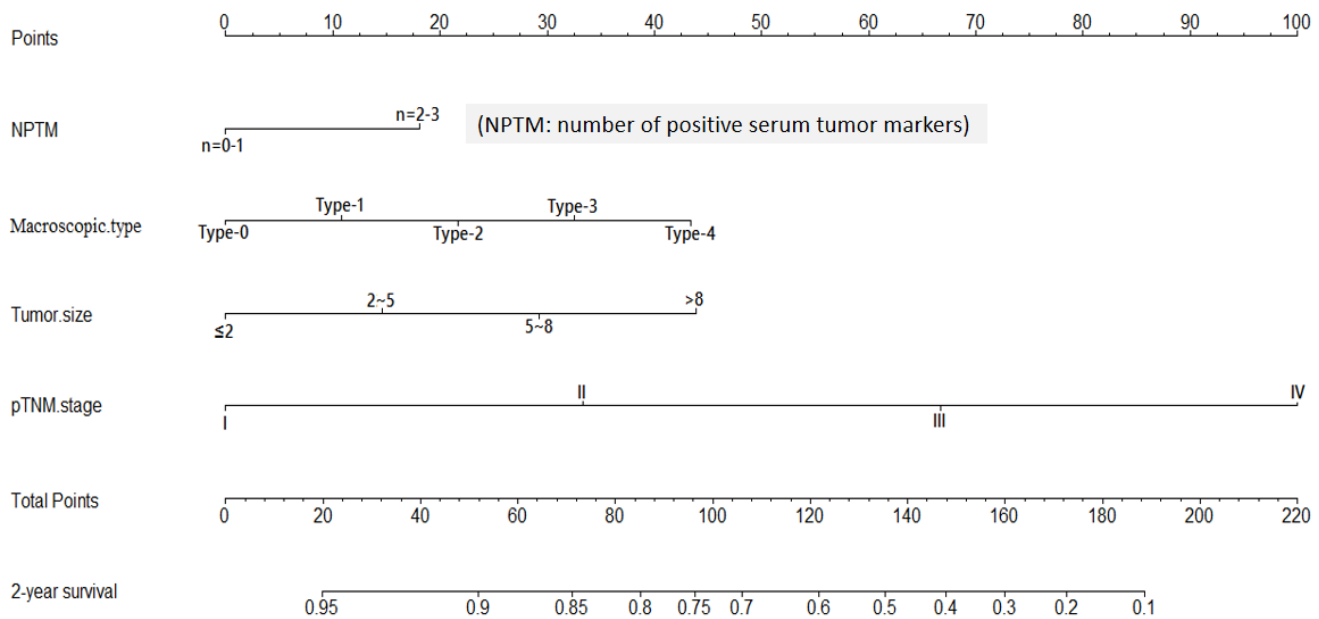 Points
0 10 20 30 40 50 60 70 80 90 100
n=2-3
NPTM
(NPTM: number of positive serum tumor markers)
n=0-1
Type-1 Type-3
Macroscopic.type
Type-0 Type-2 Type-4
2~5 >8
Tumor.size
≤2 5~8
II IV
pTNM.stage
I III
Total Points
0 20 40 60 80 100 120 140 160 180 200 220
2-year survival
0.95 0.9 0.85 0.8 0.75 0.7 0.6 0.5 0.4 0.3 0.2 0.1